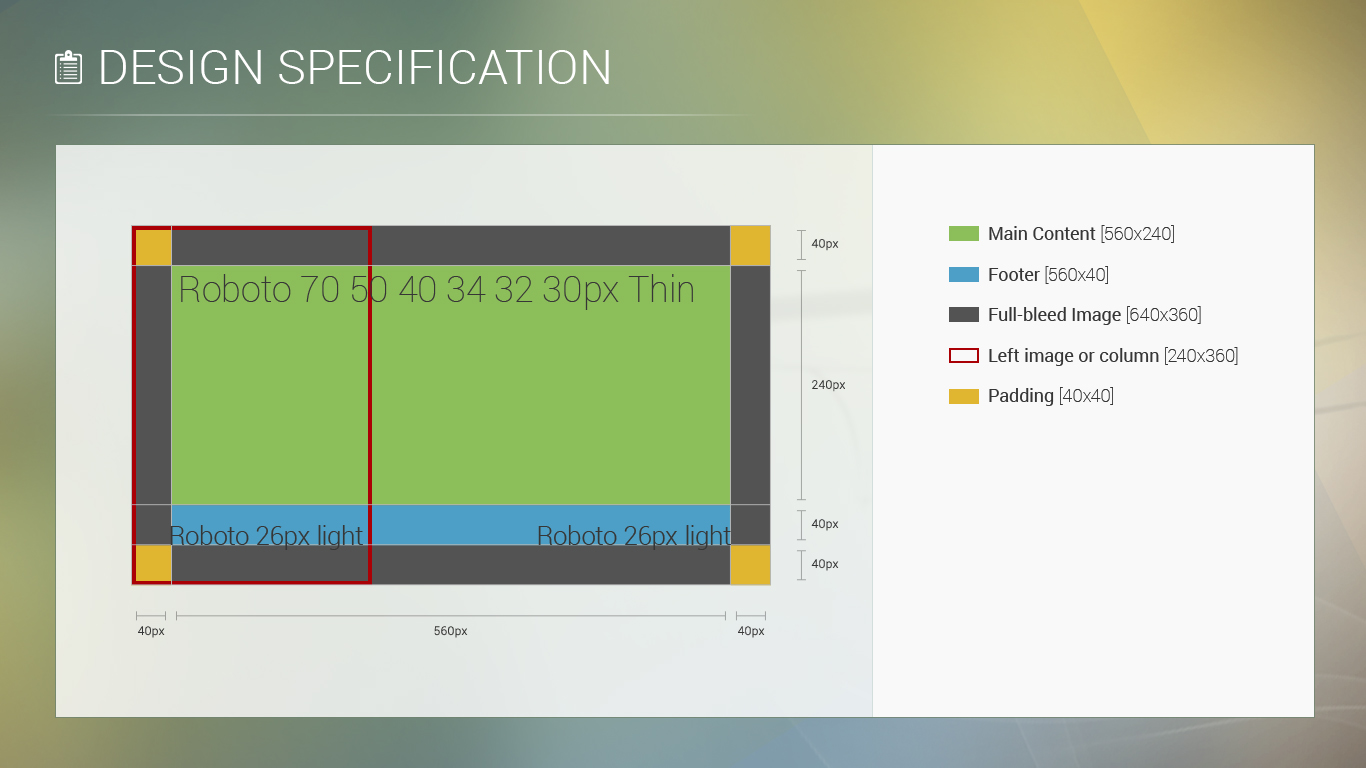 DESIGN SPECIFICATION
Roboto 70 50 40 34 32 30px Thin
Roboto 26px light
Roboto 26px light
40px
240px
40px
40px
40px
560px
40px
Main Content [560x240]
Footer [560x40]
Full-bleed Image [640x360]
Left image or column [240x360]
Padding [40x40]